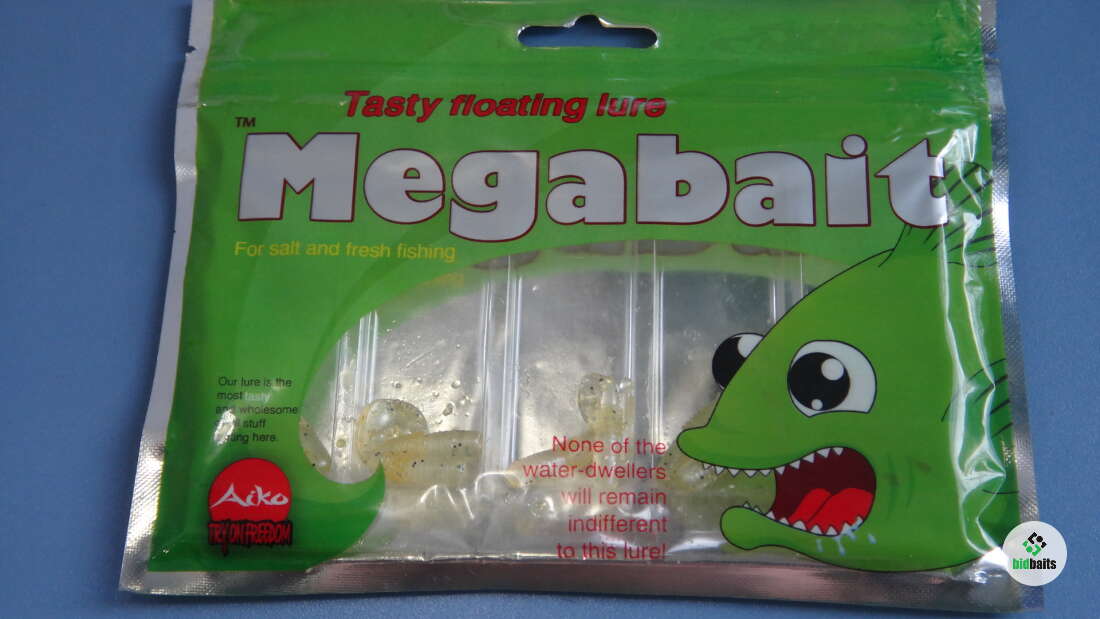 Tasty floating lure
TM
Megabait
For salt and fresh fishing
Our lure is the
most tasty
and wholesome
stuff
here.
None of the
water-dwellers
will remain
indifferent
to this lure!
Aiko
TRY ON FREEDOM
bidbaits